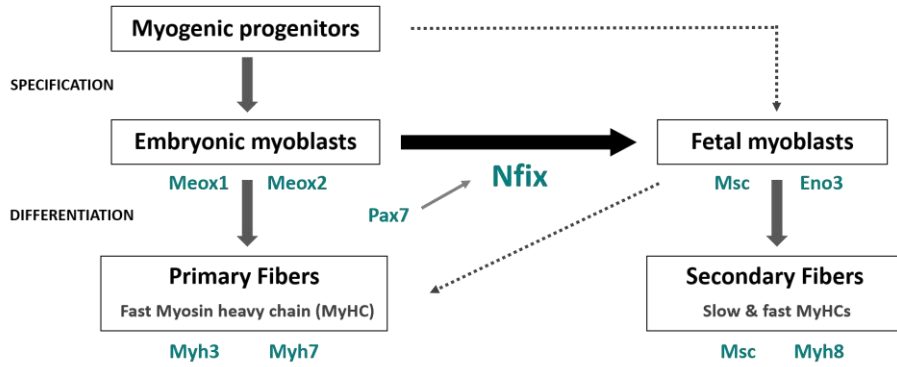 Myogenic progenitors
SPECIFICATION
Embryonic myoblasts
Fetal myoblasts
Meox1 Meox2
Nfix
Msc Eno3
DIFFERENTIATION
Pax7
Primary Fibers
Fast Myosin heavy chain (MyHC)
Secondary Fibers
Slow & fast MyHCs
Myh3 Myh7
Msc Myh8